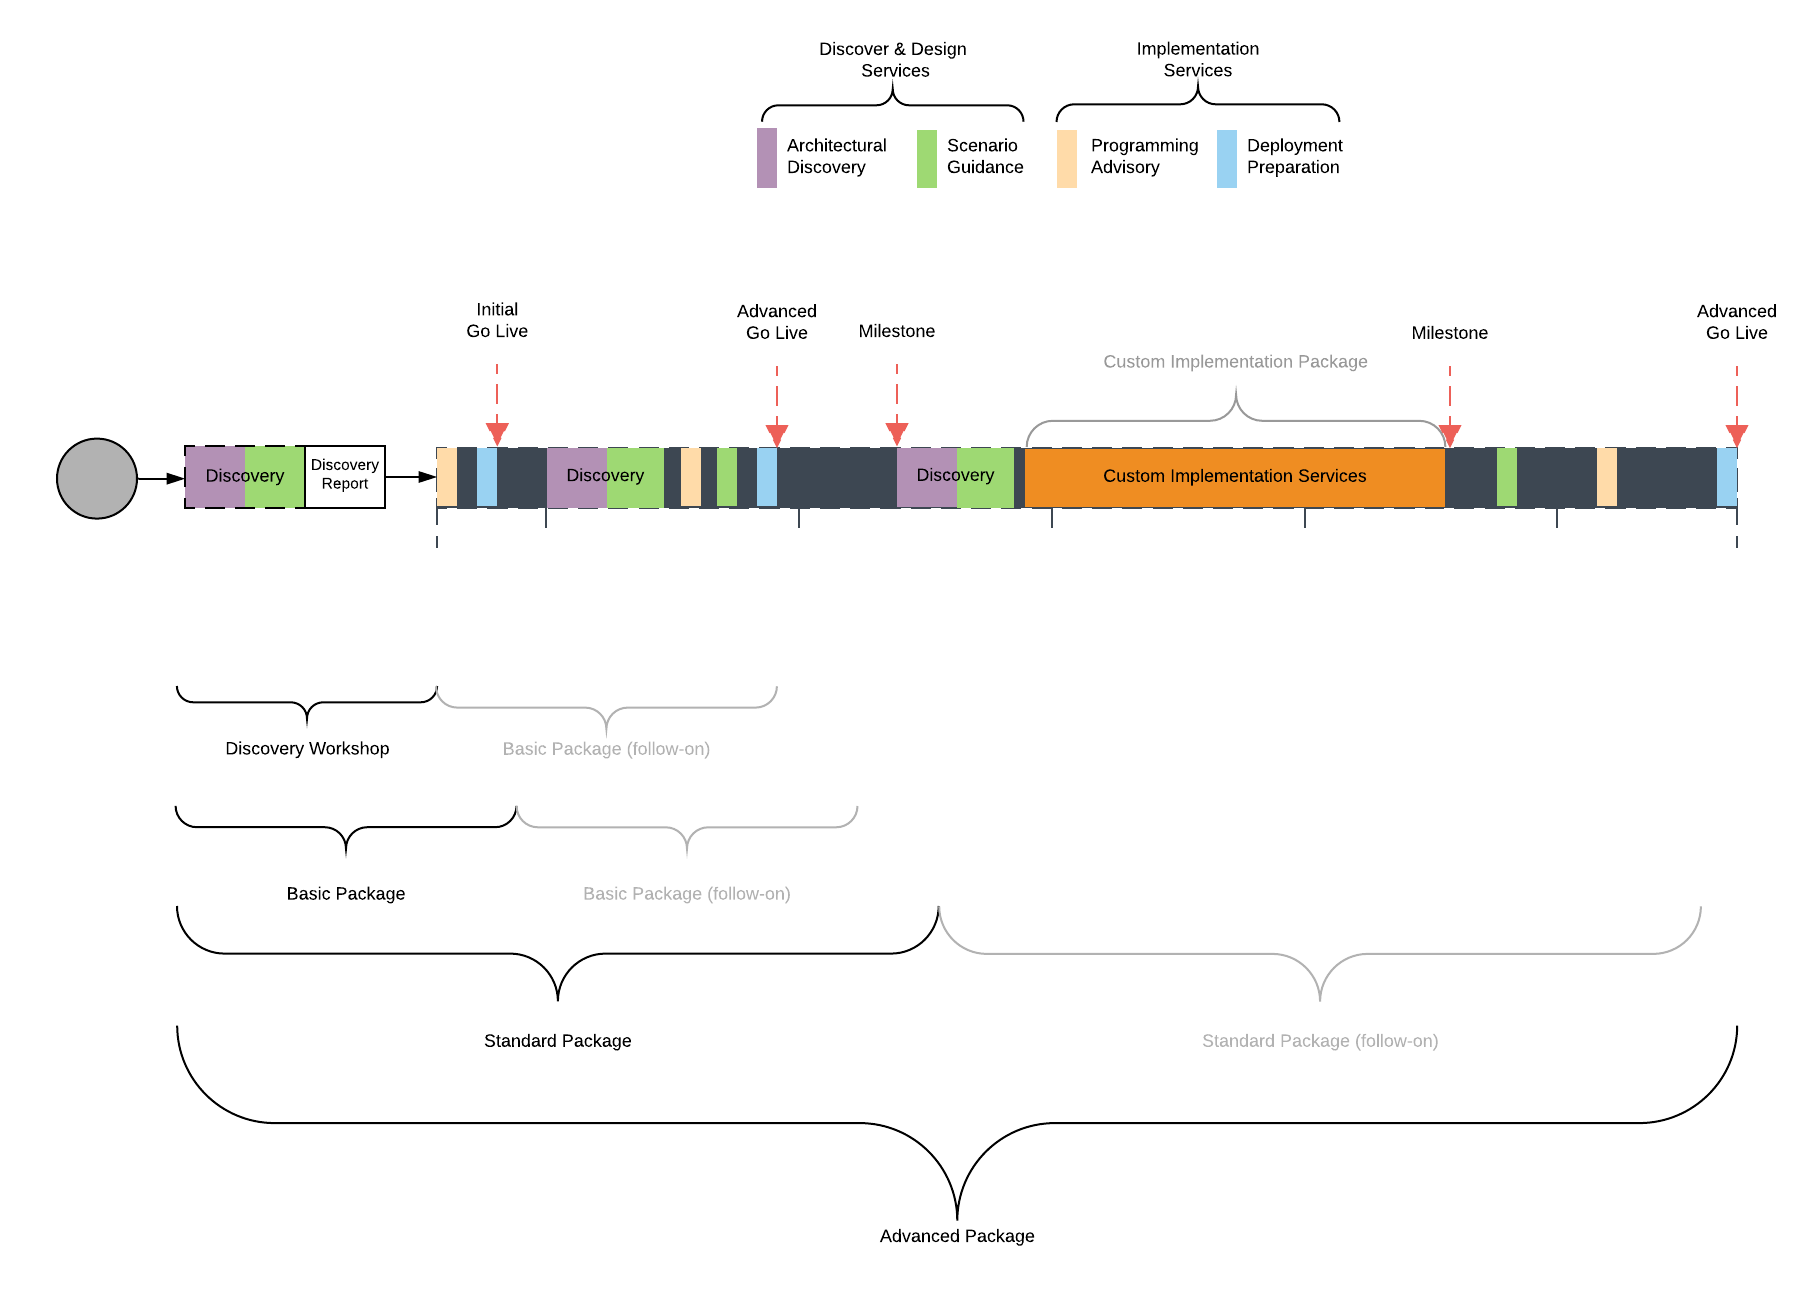 Discover & Design
Services
Implementation
Services
Architectural
Discovery
Scenario
Guidance
Programming
Advisory
Deployment
Preparation
Initial
Go Live
Advanced
Go Live
Milestone
Custom Implementation Package
Milestone
Advanced
Go Live
Discovery
Discovery
Report
Discovery
Discovery
Custom Implementation Services
Discovery Workshop
Basic Package (follow-on)
Basic Package
Basic Package (follow-on)
Standard Package
Standard Package (follow-on)
Advanced Package